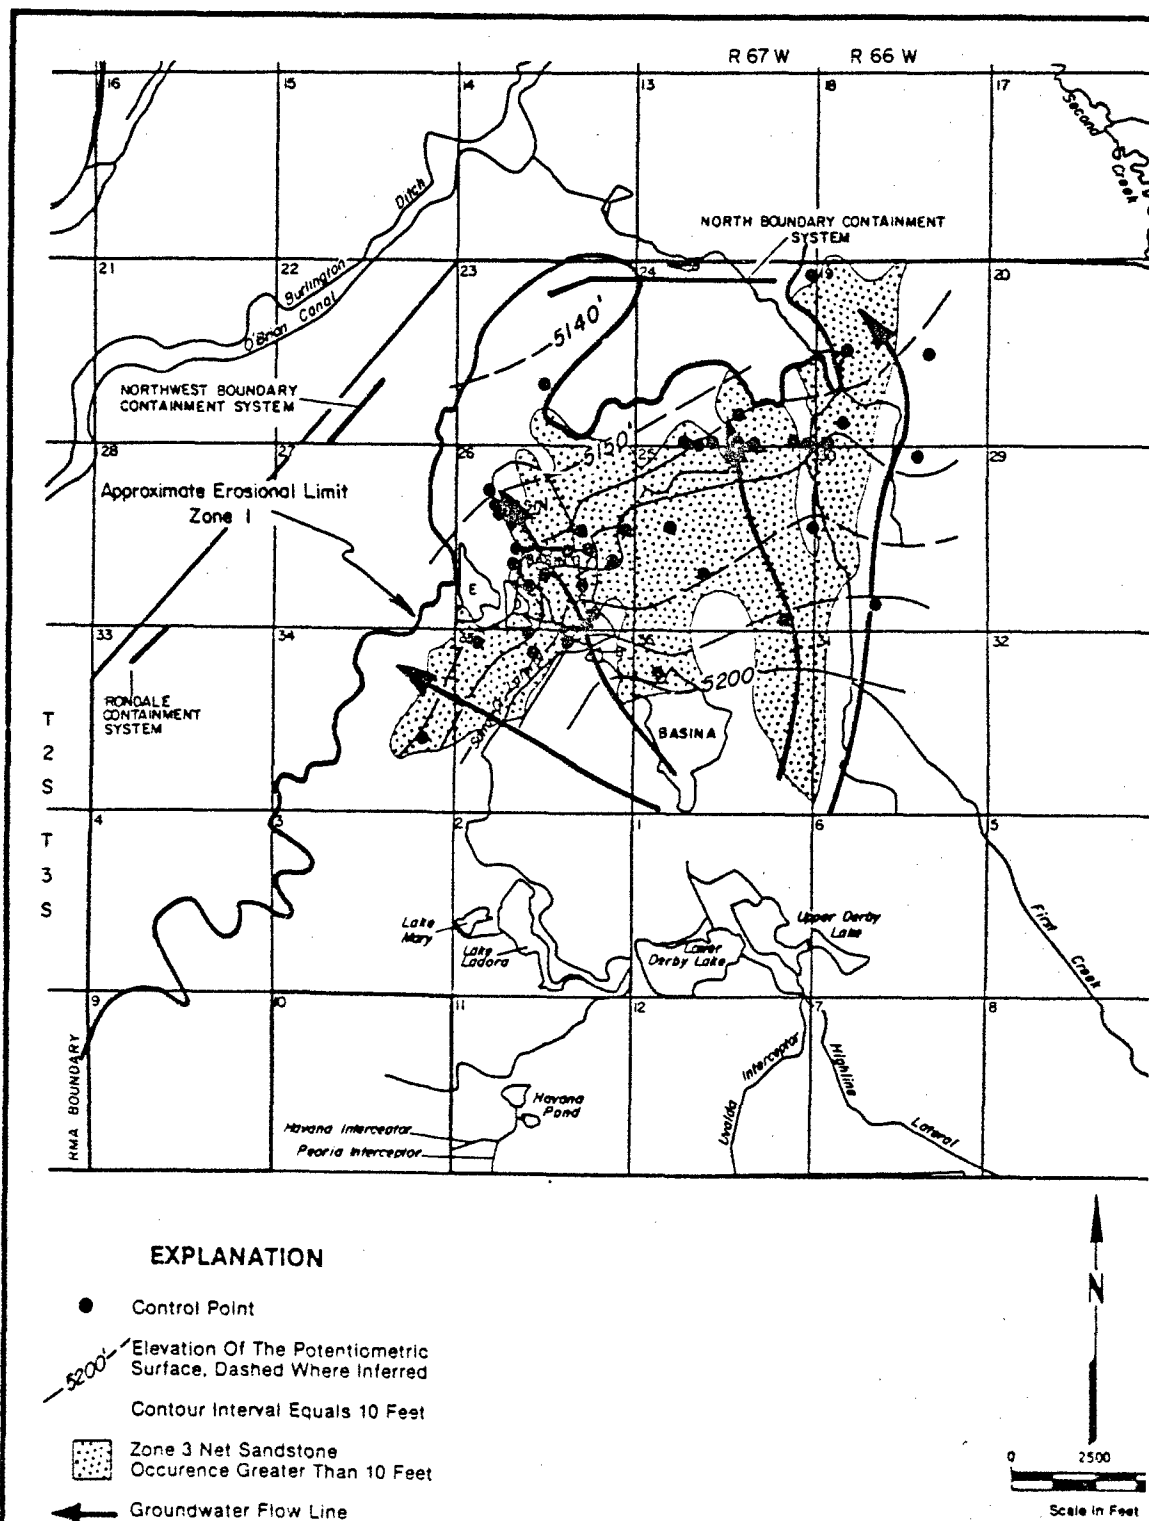 R 67 W R 66 W
16 15 14 13 18 17
Second
Creek
Ditch
NORTH BOUNDARY CONTAINMENT
SYSTEM
21 22 23 24 19 20
Burlington
O'Brian Canal
5140'
NORTHWEST BOUNDARY
CONTAINMENT SYSTEM
28 27 26 25 30 29
5150'
Approximate Erosional Limit
Zone 1
E
33 34 35 36 31 32
5200
RONDALE
CONTAINMENT
SYSTEM
BASINA
T
2
S
T
3
S
4 3 2 1 6 5
Lake
Mary
Lake
Ladora
Lower
Derby Lake
Upper Derby
Lake
First
Creek
9 10 11 12 7 8
RMA BOUNDARY
Havana
Pond
Havana Interceptor
Peoria Interceptor
Uvalda
Interceptor
Highline
Lateral
EXPLANATION
Control Point
5200'
Elevation Of The Potentiometric
Surface, Dashed Where Inferred
Contour Interval Equals 10 Feet
Zone 3 Net Sandstone
Occurence Greater Than 10 Feet
Groundwater Flow Line
N
0 2500
Scale in Feet